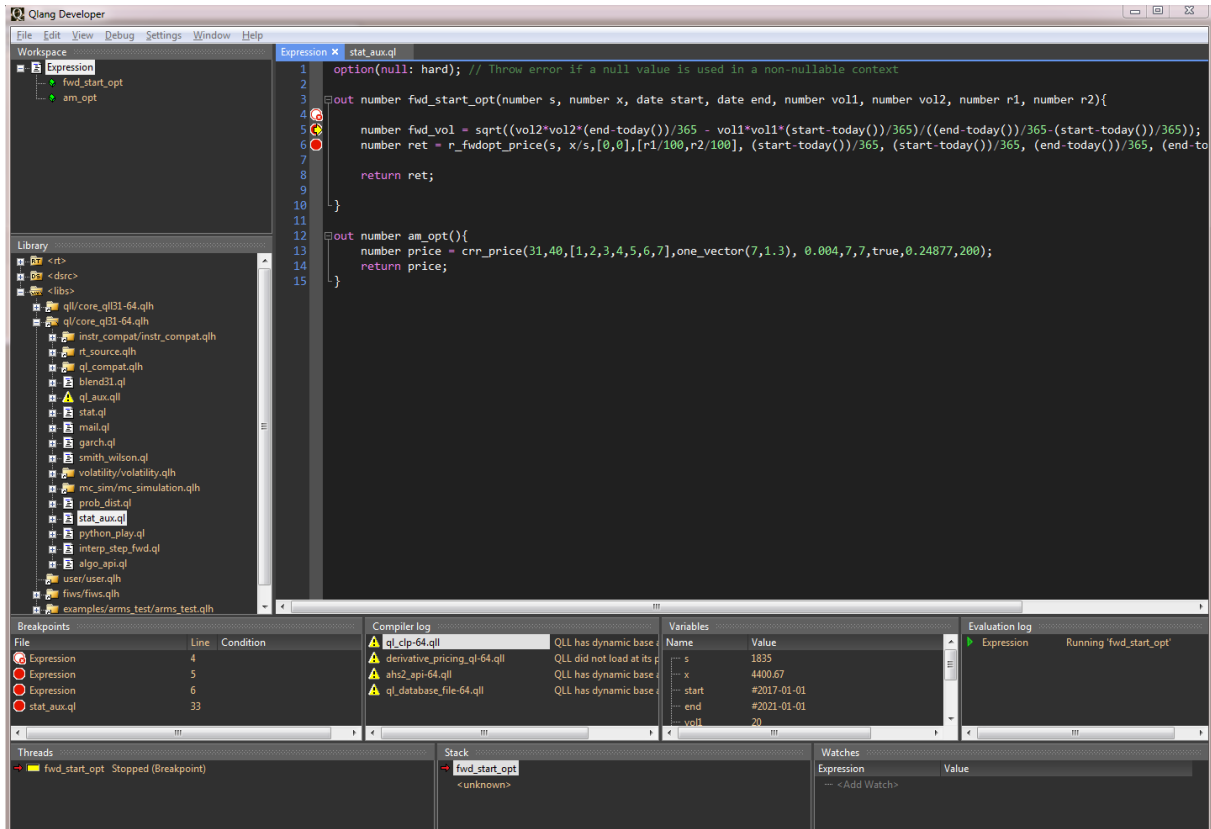 Qlang Developer
File Edit View Debug Settings Window Help
Workspace
Expression
fwd_start_opt
am_opt
Library
<rt>
<dsrc>
<libs>
qll/core_qll31-64.qlh
ql/core_ql31-64.qlh
instr_compat/instr_compat.qlh
rt_source.qlh
ql_compat.qlh
blend31.ql
ql_aux.qll
stat.ql
mail.ql
garch.ql
smith_wilson.ql
volatility/volatility.qlh
mc_sim/mc_simulation.qlh
prob_dist.ql
stat_aux.ql
python_play.ql
interp_step_fwd.ql
algo_api.ql
user/user.qlh
fiws/fiws.qlh
examples/arms_test/arms_test.qlh
Expression stat_aux.ql
1 option(null: hard); // Throw error if a null value is used in a non-nullable context
2
3 out number fwd_start_opt(number s, number x, date start, date end, number vol1, number vol2, number r1, number r2){
4
5 number fwd_vol = sqrt((vol2*vol2*(end-today())/365 - vol1*vol1*(start-today())/365)/((end-today())/365-(start-today())/365));
6 number ret = r_fwdopt_price(s, x/s,[0,0],[r1/100,r2/100], (start-today())/365, (start-today())/365, (end-today())/365, (end-to
7
8 return ret;
9
10 }
11
12 out number am_opt(){
13 number price = crr_price(31,40,[1,2,3,4,5,6,7],one_vector(7,1.3), 0.004,7,7,true,0.24877,200);
14 return price;
15 }
Breakpoints
File Line Condition
Expression 4
Expression 5
Expression 6
stat_aux.ql 33
Compiler log
ql_clp-64.qll QLL has dynamic base a
derivative_pricing_ql-64.qll QLL did not load at its p
ahs2_api-64.qll QLL has dynamic base a
ql_database_file-64.qll QLL has dynamic base a
Variables
Name Value
s 1835
x 4400.67
start #2017-01-01
end #2021-01-01
vol1 20
Evaluation log
Expression Running 'fwd_start_opt'
Threads
fwd_start_opt Stopped (Breakpoint)
Stack
fwd_start_opt
<unknown>
Watches
Expression Value
<Add Watch>